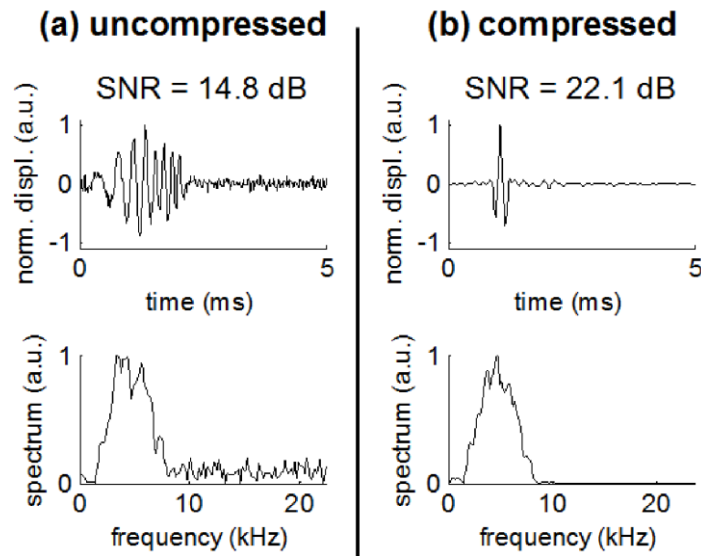 (a) uncompressed
SNR = 14.8 dB
norm. displ. (a.u.)
1
0
-1
0
5
time (ms)
spectrum (a.u.)
1
0
0
10
20
frequency (kHz)
(b) compressed
SNR = 22.1 dB
norm. displ. (a.u.)
1
0
-1
0
5
time (ms)
spectrum (a.u.)
1
0
0
10
20
frequency (kHz)